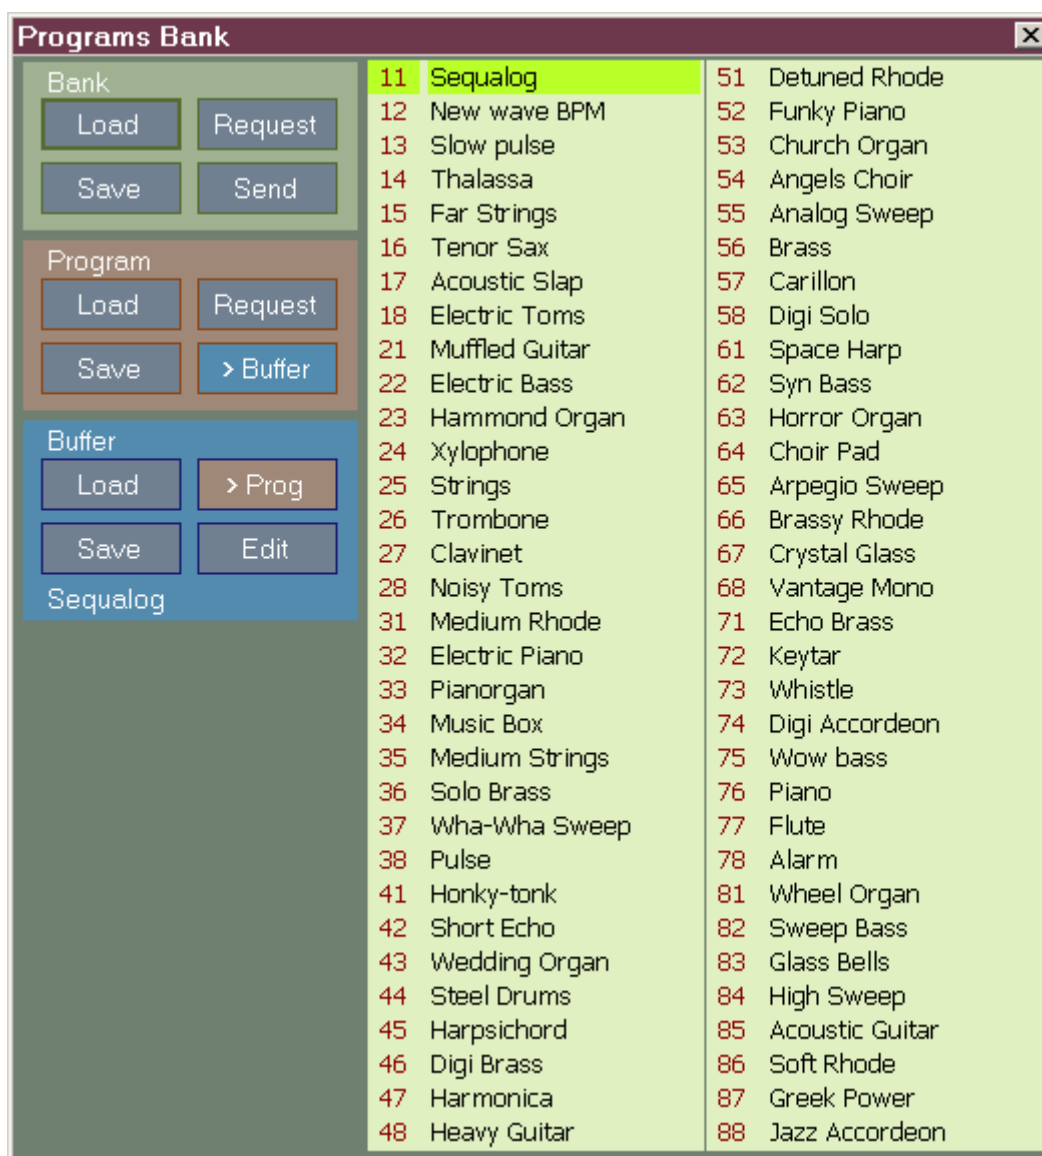 Programs Bank
Bank
Load Request
Save Send
Program
Load Request
Save > Buffer
Buffer
Load > Prog
Save Edit
Sequalog
11 Sequalog
12 New wave BPM
13 Slow pulse
14 Thalassa
15 Far Strings
16 Tenor Sax
17 Acoustic Slap
18 Electric Toms
21 Muffled Guitar
22 Electric Bass
23 Hammond Organ
24 Xylophone
25 Strings
26 Trombone
27 Clavinet
28 Noisy Toms
31 Medium Rhode
32 Electric Piano
33 Pianorgan
34 Music Box
35 Medium Strings
36 Solo Brass
37 Wha-Wha Sweep
38 Pulse
41 Honky-tonk
42 Short Echo
43 Wedding Organ
44 Steel Drums
45 Harpsichord
46 Digi Brass
47 Harmonica
48 Heavy Guitar
51 Detuned Rhode
52 Funky Piano
53 Church Organ
54 Angels Choir
55 Analog Sweep
56 Brass
57 Carillon
58 Digi Solo
61 Space Harp
62 Syn Bass
63 Horror Organ
64 Choir Pad
65 Arpegio Sweep
66 Brassy Rhode
67 Crystal Glass
68 Vantage Mono
71 Echo Brass
72 Keytar
73 Whistle
74 Digi Accordeon
75 Wow bass
76 Piano
77 Flute
78 Alarm
81 Wheel Organ
82 Sweep Bass
83 Glass Bells
84 High Sweep
85 Acoustic Guitar
86 Soft Rhode
87 Greek Power
88 Jazz Accordeon